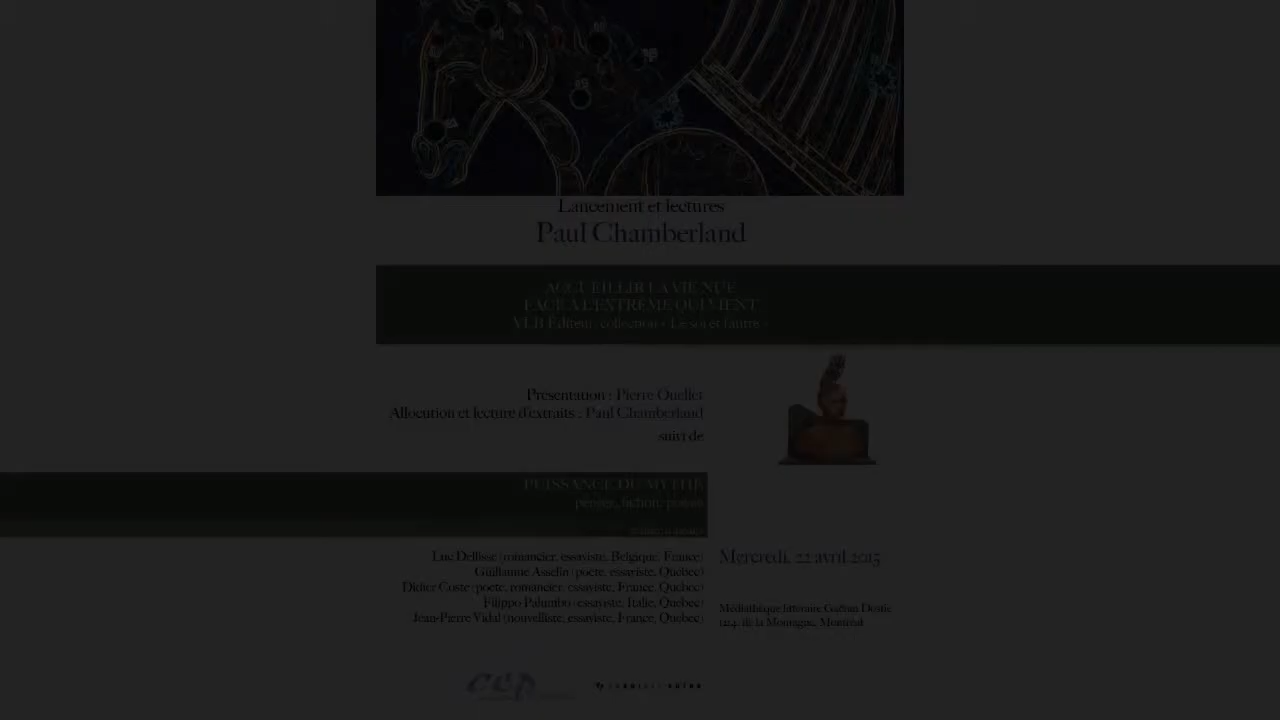 Lancement et lectures
Paul Chamberland
ACCUEILLIR LA VIE NUE
FACE À L'EXTRÊME QUI VIENT
VLB Éditeur, collection « Le soi et l'autre »
Présentation : Pierre Ouellet
Allocution et lecture d'extraits : Paul Chamberland
suivi de
PUISSANCE DU MYTHE
pensée, fiction, poésie
Luc Dellisse (romancier, essayiste, Belgique, France)
Guillaume Asselin (poète, essayiste, Québec)
Didier Coste (poète, romancier, essayiste, France, Québec)
Filippo Palumbo (essayiste, Italie, Québec)
Jean-Pierre Vidal (nouvelliste, essayiste, France, Québec)
Mercredi, 22 avril 2015
Médiathèque littéraire Gaëtan Dostie
1214, de la Montagne, Montréal